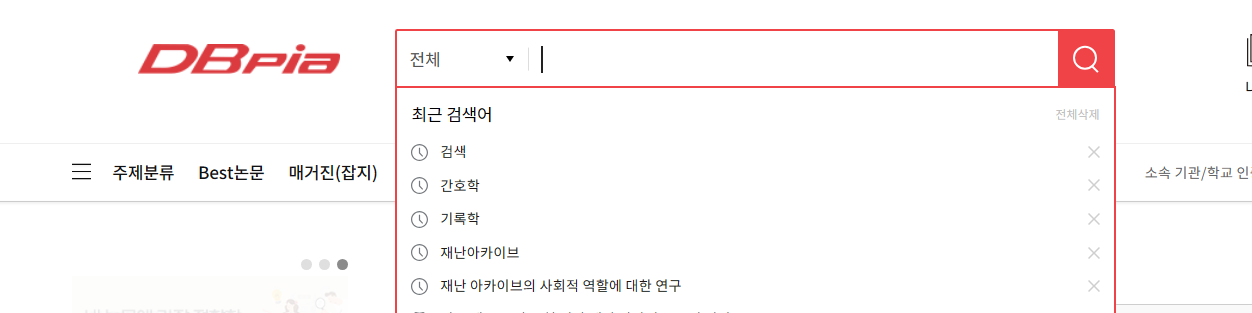 DBpia
전체
최근 검색어
전체삭제
검색
간호학
기록학
재난아카이브
재난 아카이브의 사회적 역할에 대한 연구
주제분류
Best논문
매거진(잡지)
소속 기관/학교